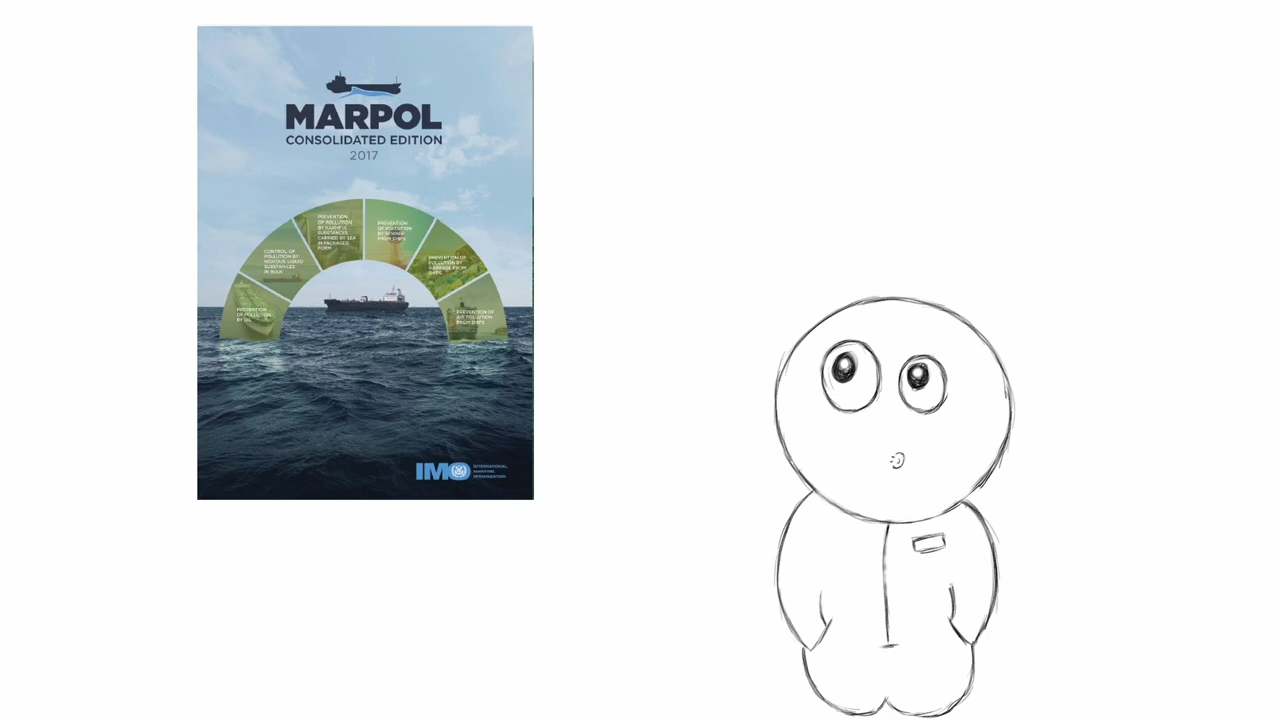 MARPOL
CONSOLIDATED EDITION
2017
PREVENTION
OF POLLUTION
BY OIL
CONTROL OF
POLLUTION BY
NOXIOUS LIQUID
SUBSTANCES
IN BULK
PREVENTION
OF POLLUTION
BY HARMFUL
SUBSTANCES
CARRIED BY SEA
IN PACKAGED
FORM
PREVENTION
OF POLLUTION
BY SEWAGE
FROM SHIPS
PREVENTION OF
POLLUTION BY
GARBAGE FROM
SHIPS
PREVENTION OF
AIR POLLUTION
FROM SHIPS
IMO
INTERNATIONAL
MARITIME
ORGANIZATION